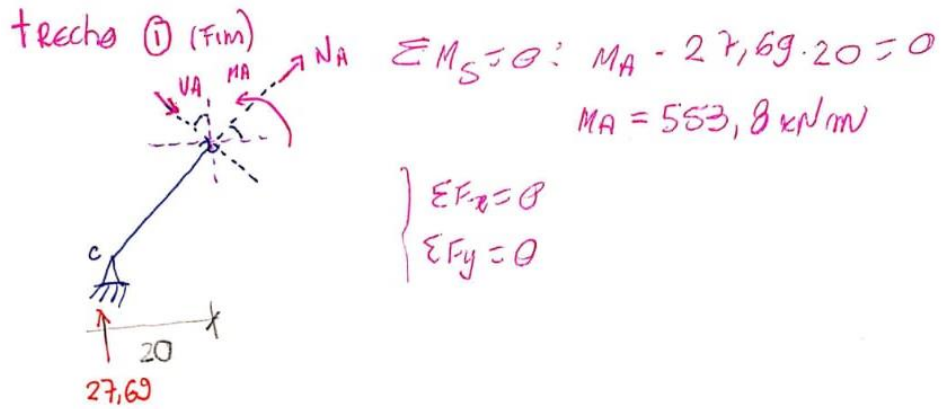 tRecho ① (Fim)
NA
VA
MA
ΣM_S = 0: MA - 27,69.20 = 0
MA = 553,8 kNm
ΣFx = 0
ΣFy = 0
C
20
27,69